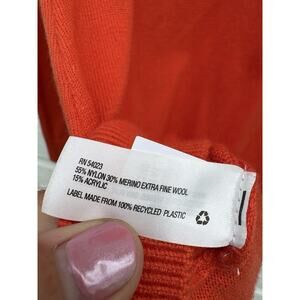 RN 54023
55% NYLON 30% MERINO EXTRA FINE WOOL
15% ACRYLIC
LABEL MADE FROM 100% RECYCLED PLASTIC